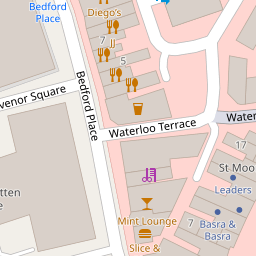 Bedford
Place
Diego's
JJ
7
5
Bedford Place
venor Square
Waterloo Terrace
Water
17
St Moo
Leaders
tten
e
Mint Lounge
7
Basra &
Basra
Slice &